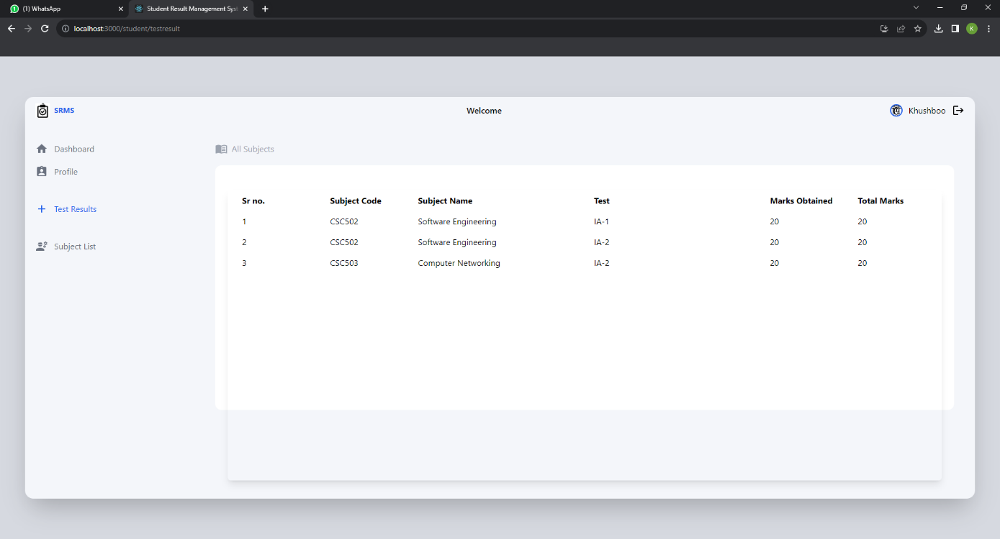 (1) WhatsApp
Student Result Management Syst
localhost:3000/student/testresult
K
SRMS
Welcome
Khushboo
Dashboard
Profile
Test Results
Subject List
All Subjects
Sr no. Subject Code Subject Name Test Marks Obtained Total Marks
1 CSC502 Software Engineering IA-1 20 20
2 CSC502 Software Engineering IA-2 20 20
3 CSC503 Computer Networking IA-2 20 20